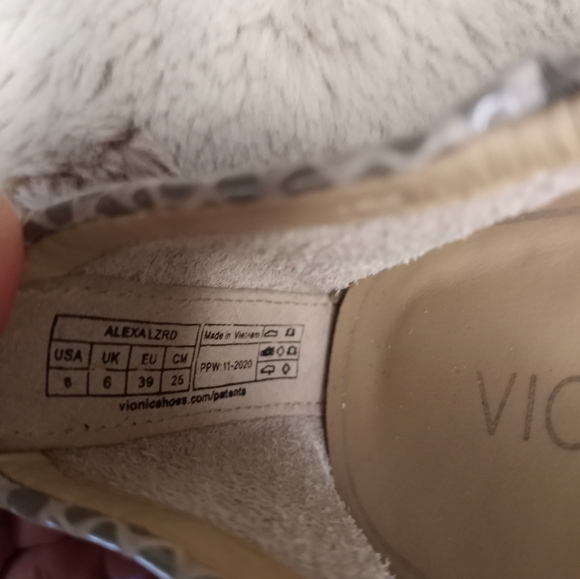 ALEXA LZRD
USA UK EU CM
8 6 39 25
Made in Vietnam
PPW:11-2020
vionicshoes.com/patents
VIO